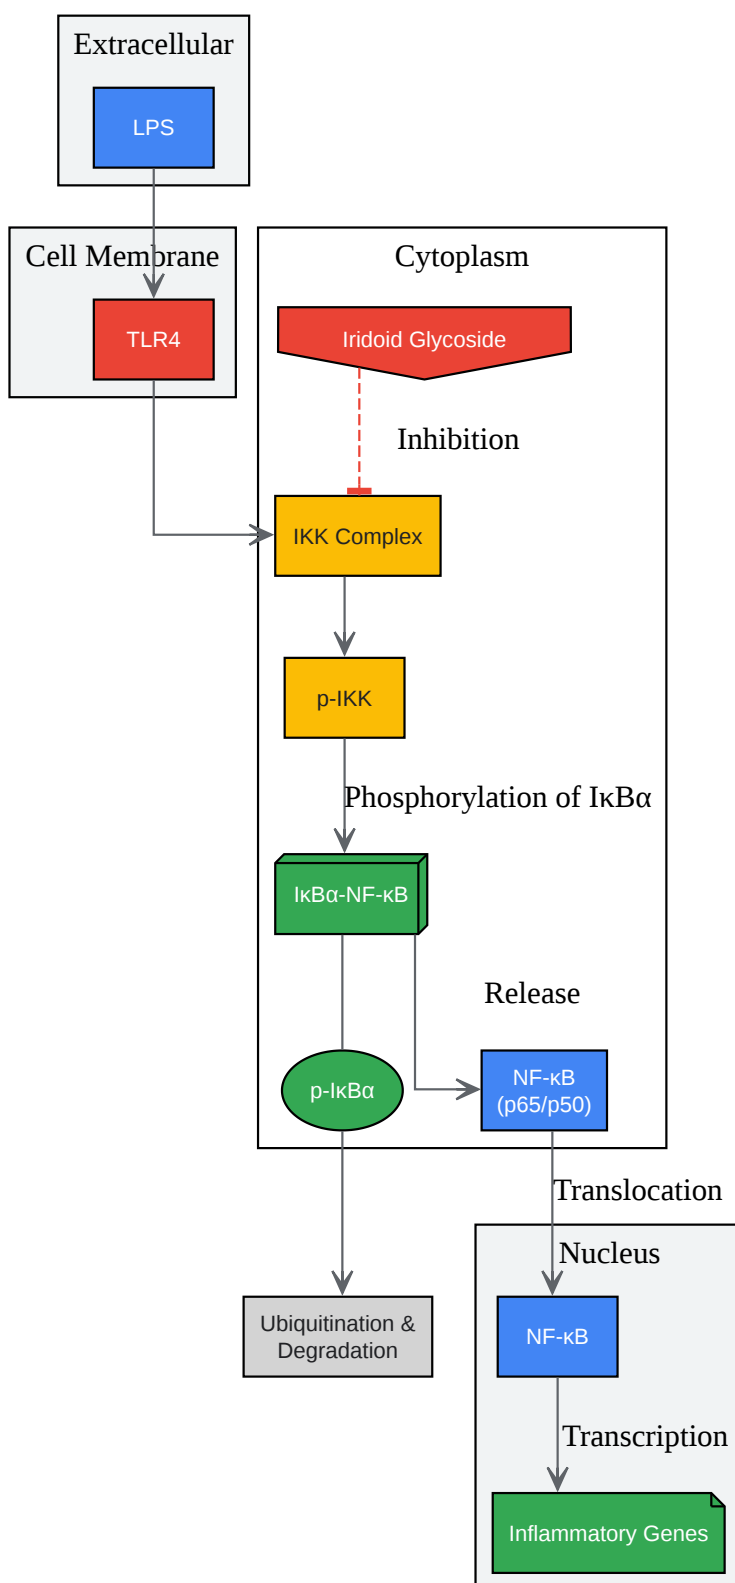 Extracellular
LPS
Cell Membrane
TLR4
Cytoplasm
Iridoid Glycoside
Inhibition
IKK Complex
p-IKK
Phosphorylation of IκBα
IκBα-NF-κB
Release
p-IκBα
NF-κB
(p65/p50)
Translocation
Nucleus
Ubiquitination &
Degradation
NF-κB
Transcription
Inflammatory Genes